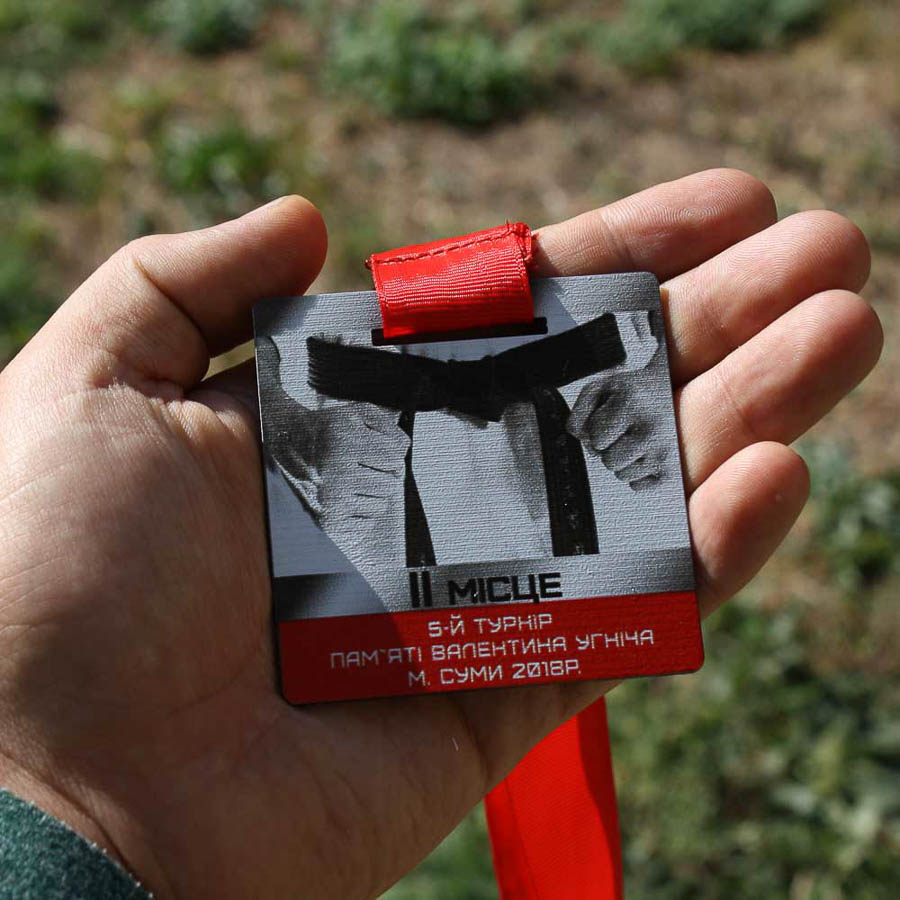 II МІСЦЕ
5-Й ТУРНІР
ПАМ`ЯТІ ВАЛЕНТИНА УГНІЧА
М. СУМИ 2018Р.